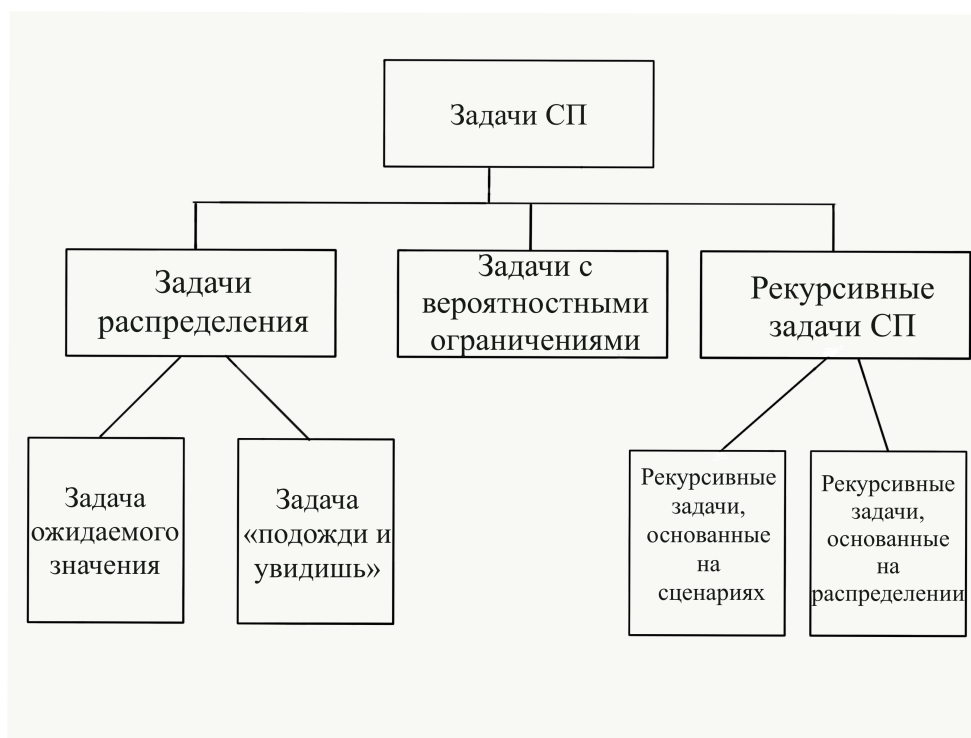 Задачи СП
Задачи
распределения
Задачи с
вероятностными
ограничениями
Рекурсивные
задачи СП
Задача
ожидаемого
значения
Задача
«подожди и
увидишь»
Рекурсивные
задачи,
основанные
на
сценариях
Рекурсивные
задачи,
основанные
на
распределении